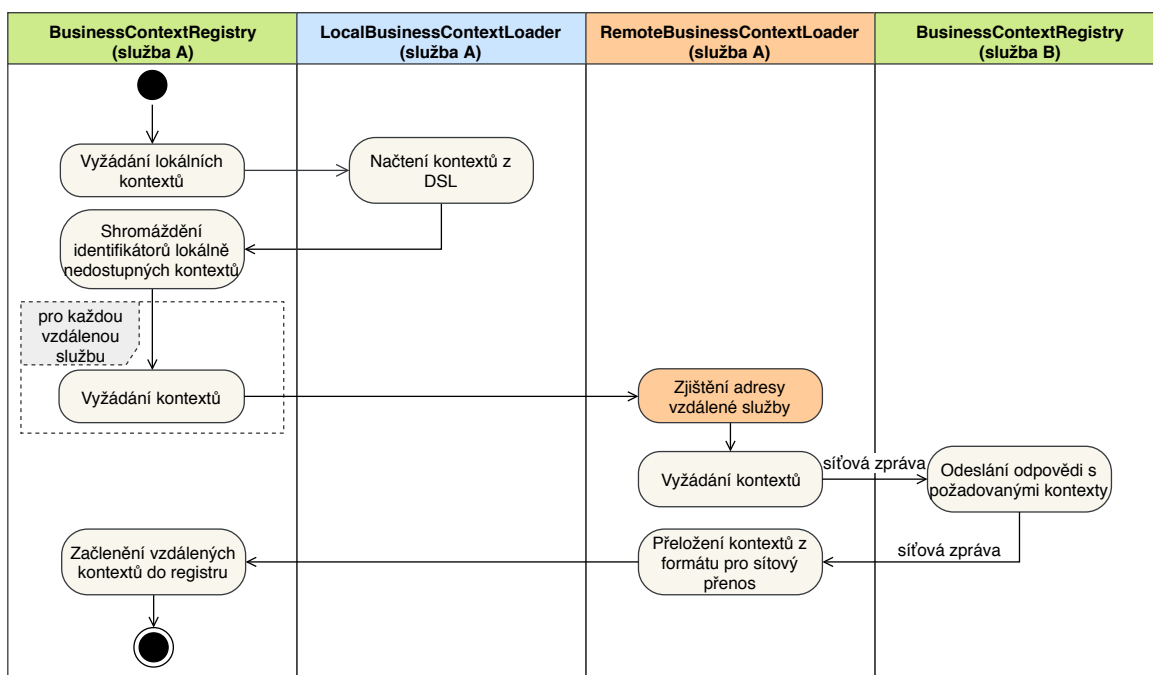 BusinessContextRegistry
(služba A)
LocalBusinessContextLoader
(služba A)
RemoteBusinessContextLoader
(služba A)
BusinessContextRegistry
(služba B)
Vyžádání lokálních
kontextů
Načtení kontextů z
DSL
Shromáždění
identifikátorů lokálně
nedostupných kontextů
pro každou
vzdálenou
službu
Vyžádání kontextů
Zjištění adresy
vzdálené služby
Vyžádání kontextů
síťová zpráva
Odeslání odpovědi s
požadovanými kontexty
síťová zpráva
Přeložení kontextů z
formátu pro sítový
přenos
Začlenění vzdálených
kontextů do registru